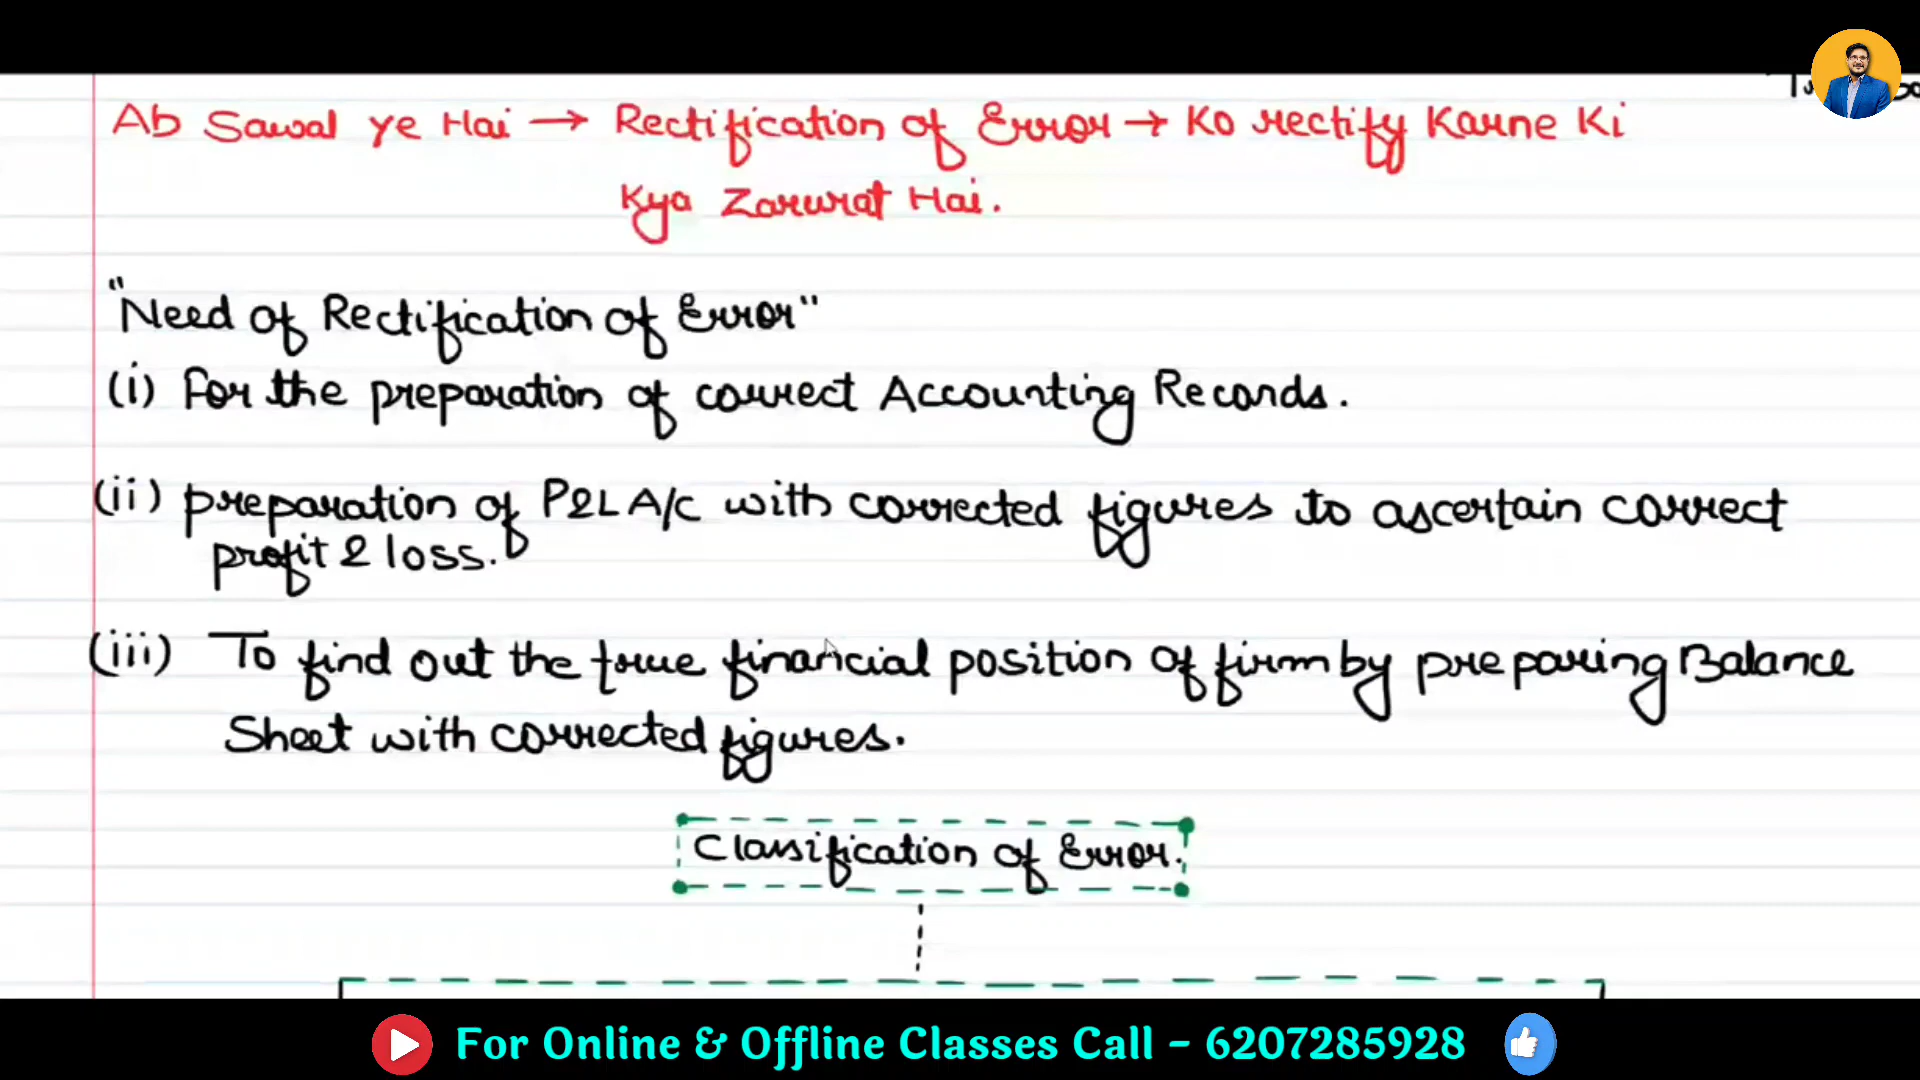 Ab Sawal ye Hai → Rectification of Error → Ko rectify Karne Ki
Kya Zarurat Hai.
"Need of Rectification of Error"
(i) For the preparation of correct Accounting Records.
(ii) preparation of P&L A/c with corrected figures to ascertain correct
profit & loss.
(iii) To find out the true financial position of firm by preparing Balance
Sheet with corrected figures.
Classification of Error.
For Online & Offline Classes Call - 6207285928